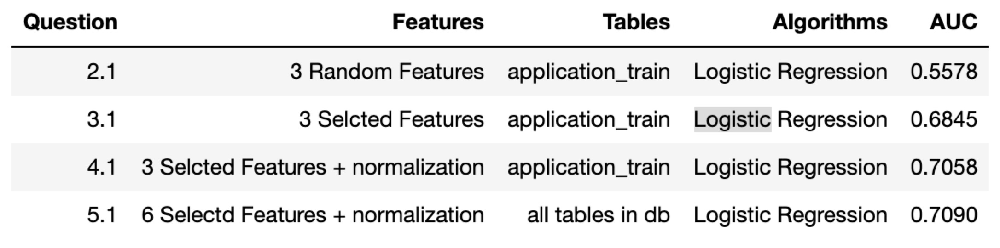 Question Features Tables Algorithms AUC
2.1 3 Random Features application_train Logistic Regression 0.5578
3.1 3 Selcted Features application_train Logistic Regression 0.6845
4.1 3 Selcted Features + normalization application_train Logistic Regression 0.7058
5.1 6 Selectd Features + normalization all tables in db Logistic Regression 0.7090